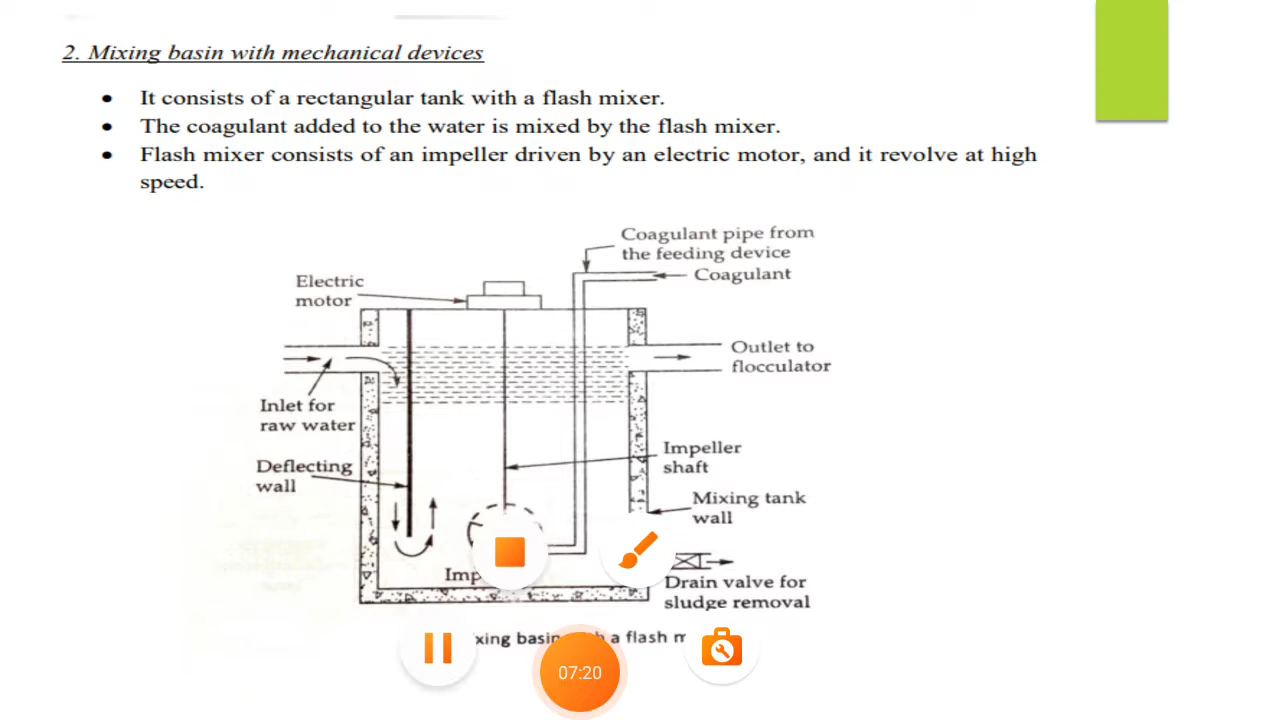 2. Mixing basin with mechanical devices
• It consists of a rectangular tank with a flash mixer.
• The coagulant added to the water is mixed by the flash mixer.
• Flash mixer consists of an impeller driven by an electric motor, and it revolve at high
speed.
Coagulant pipe from
the feeding device
Coagulant
Electric
motor
Outlet to
flocculator
Inlet for
raw water
Impeller
shaft
Deflecting
wall
Mixing tank
wall
Drain valve for
sludge removal
a flash
07:20